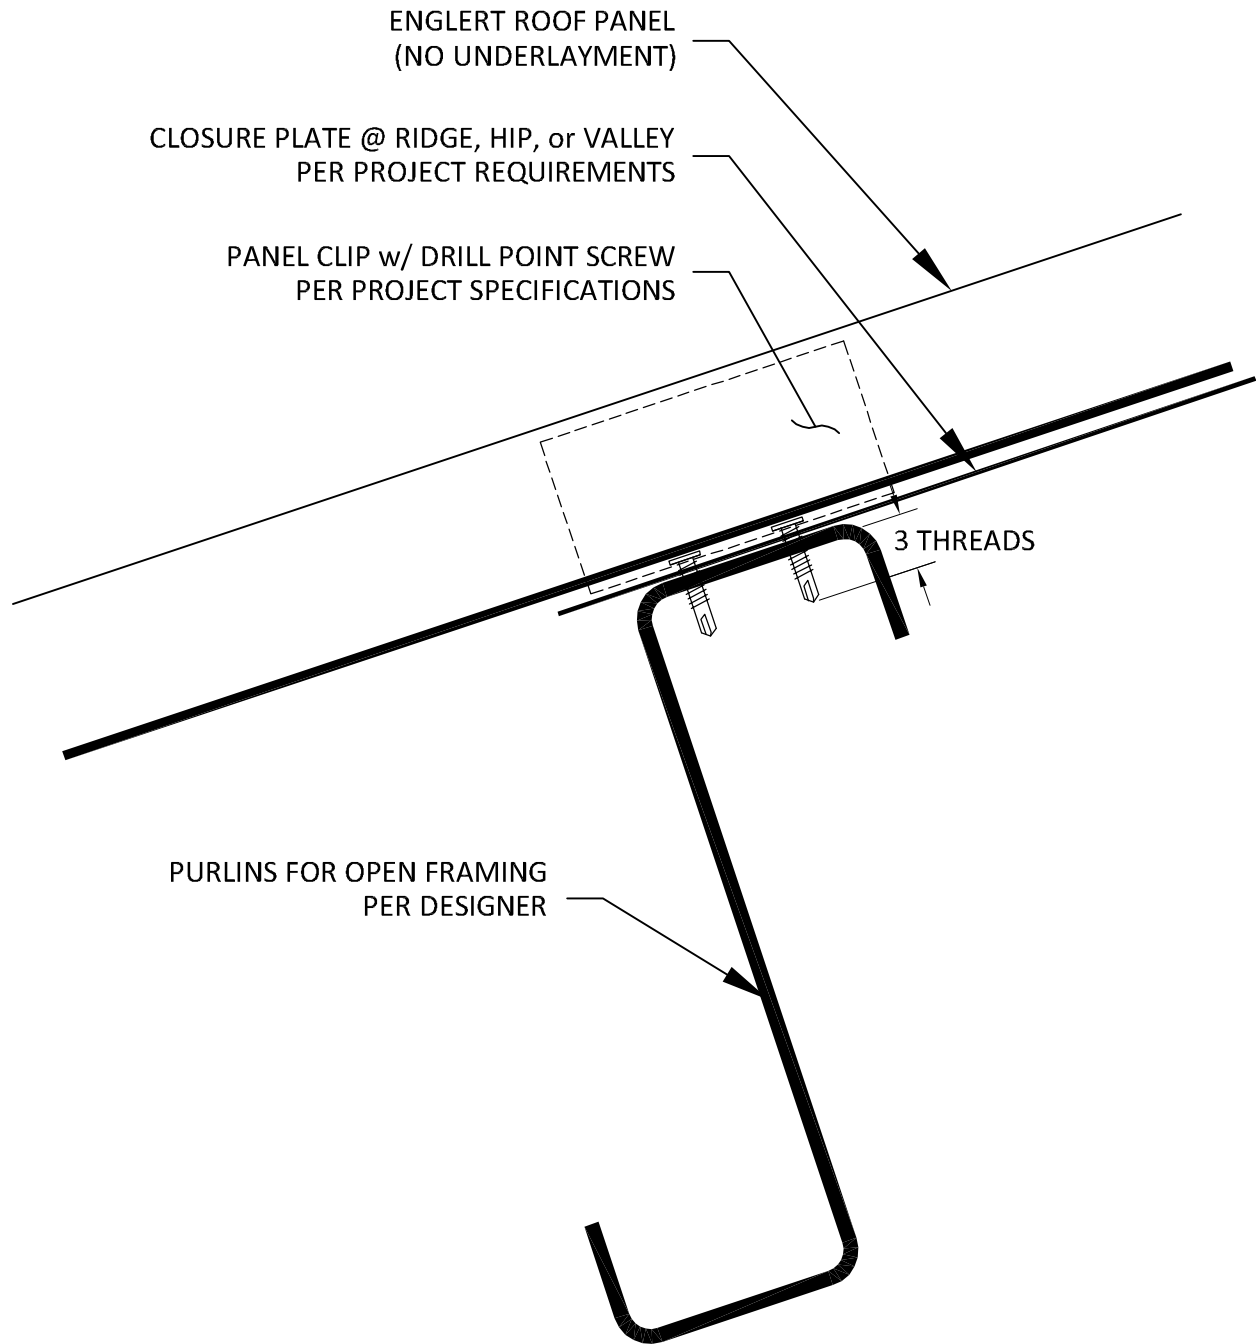 ENGLERT ROOF PANEL
(NO UNDERLAYMENT)
CLOSURE PLATE @ RIDGE, HIP, or VALLEY
PER PROJECT REQUIREMENTS
PANEL CLIP w/ DRILL POINT SCREW
PER PROJECT SPECIFICATIONS
3 THREADS
PURLINS FOR OPEN FRAMING
PER DESIGNER